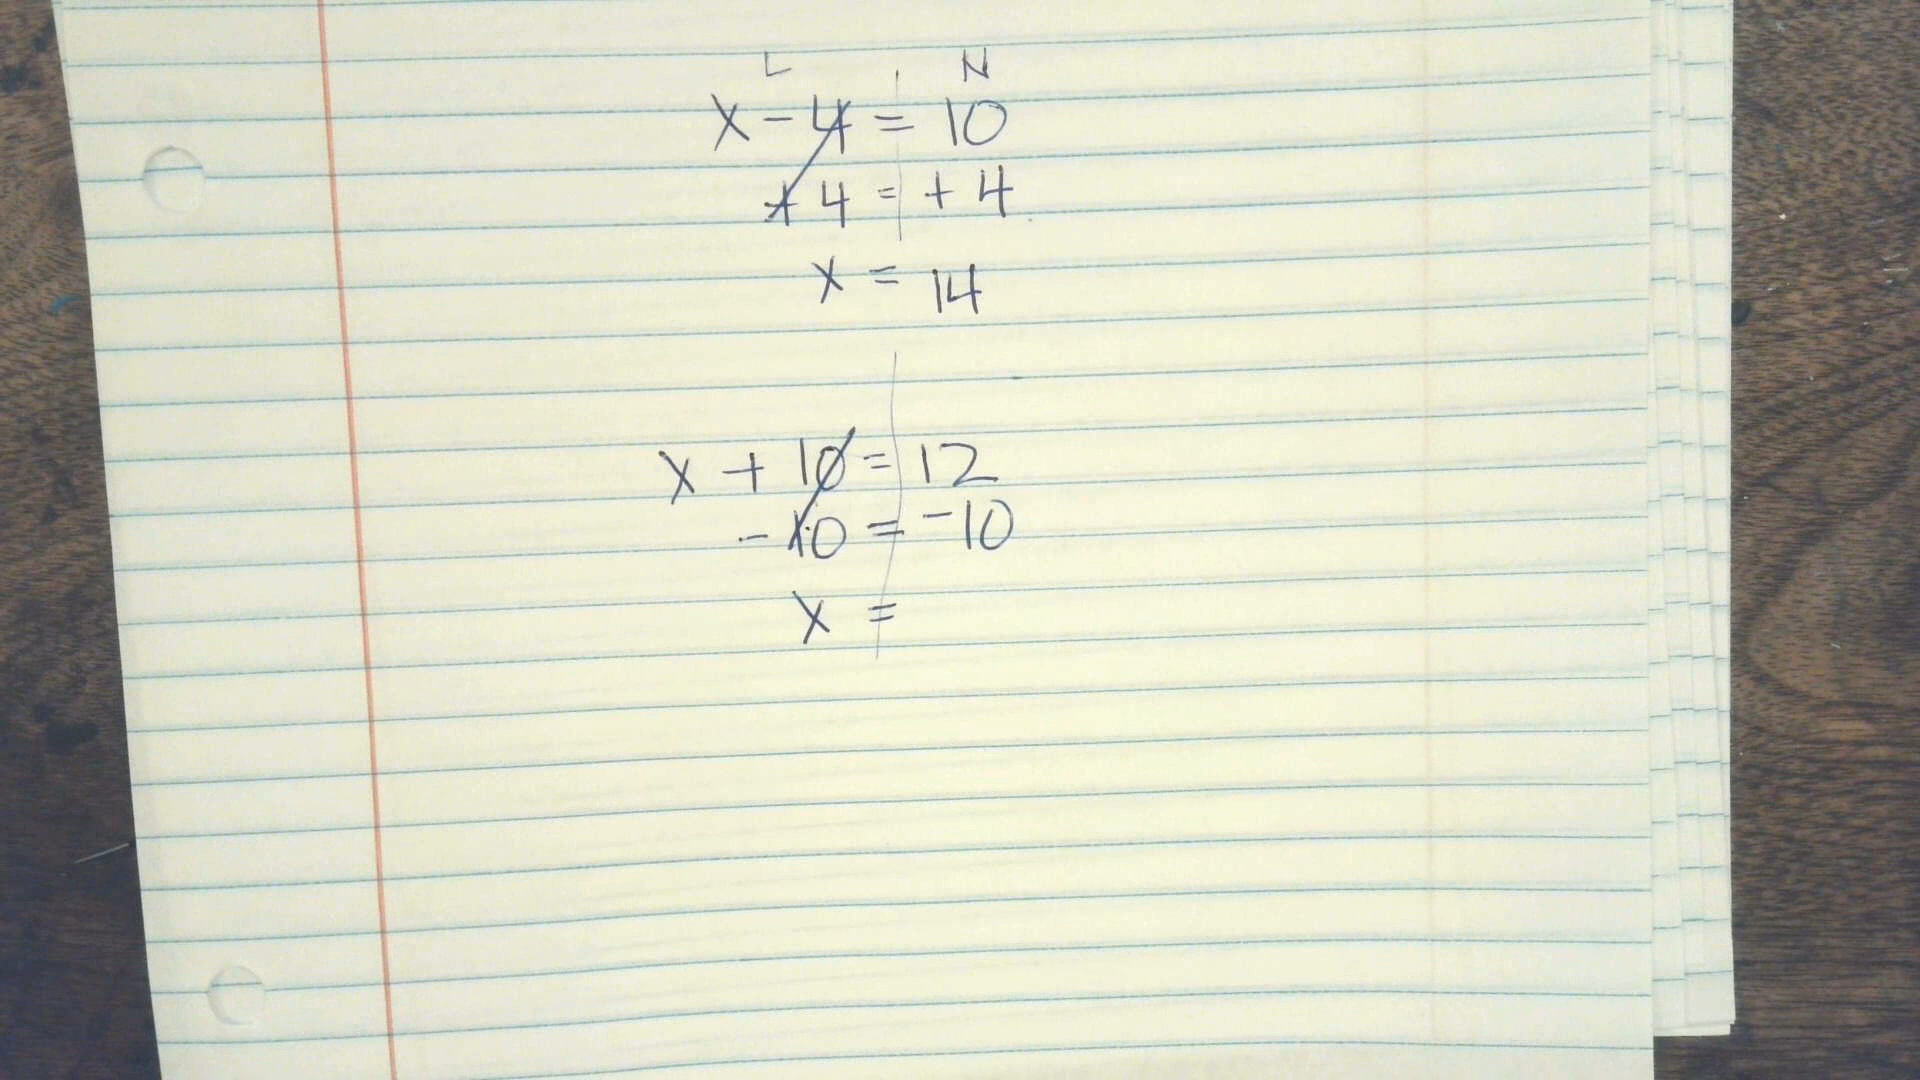 L N
x - 4 = 10
+ 4 = + 4
x = 14
x + 10 = 12
- 10 = - 10
x =